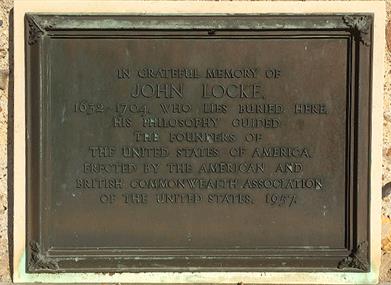 IN GRATEFUL MEMORY OF
JOHN LOCKE,
1632-1704, WHO LIES BURIED HERE.
HIS PHILOSOPHY GUIDED
THE FOUNDERS OF
THE UNITED STATES OF AMERICA.
ERECTED BY THE AMERICAN AND
BRITISH COMMONWEALTH ASSOCIATION
OF THE UNITED STATES, 1957.